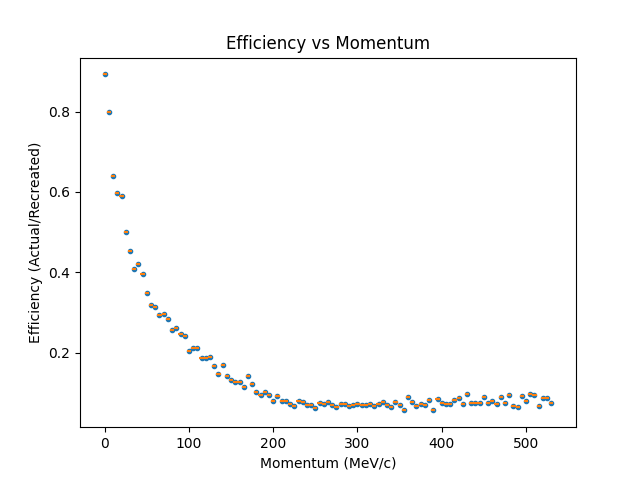 Efficiency vs Momentum
Efficiency (Actual/Recreated)
0.8
0.6
0.4
0.2
0 100 200 300 400 500
Momentum (MeV/c)